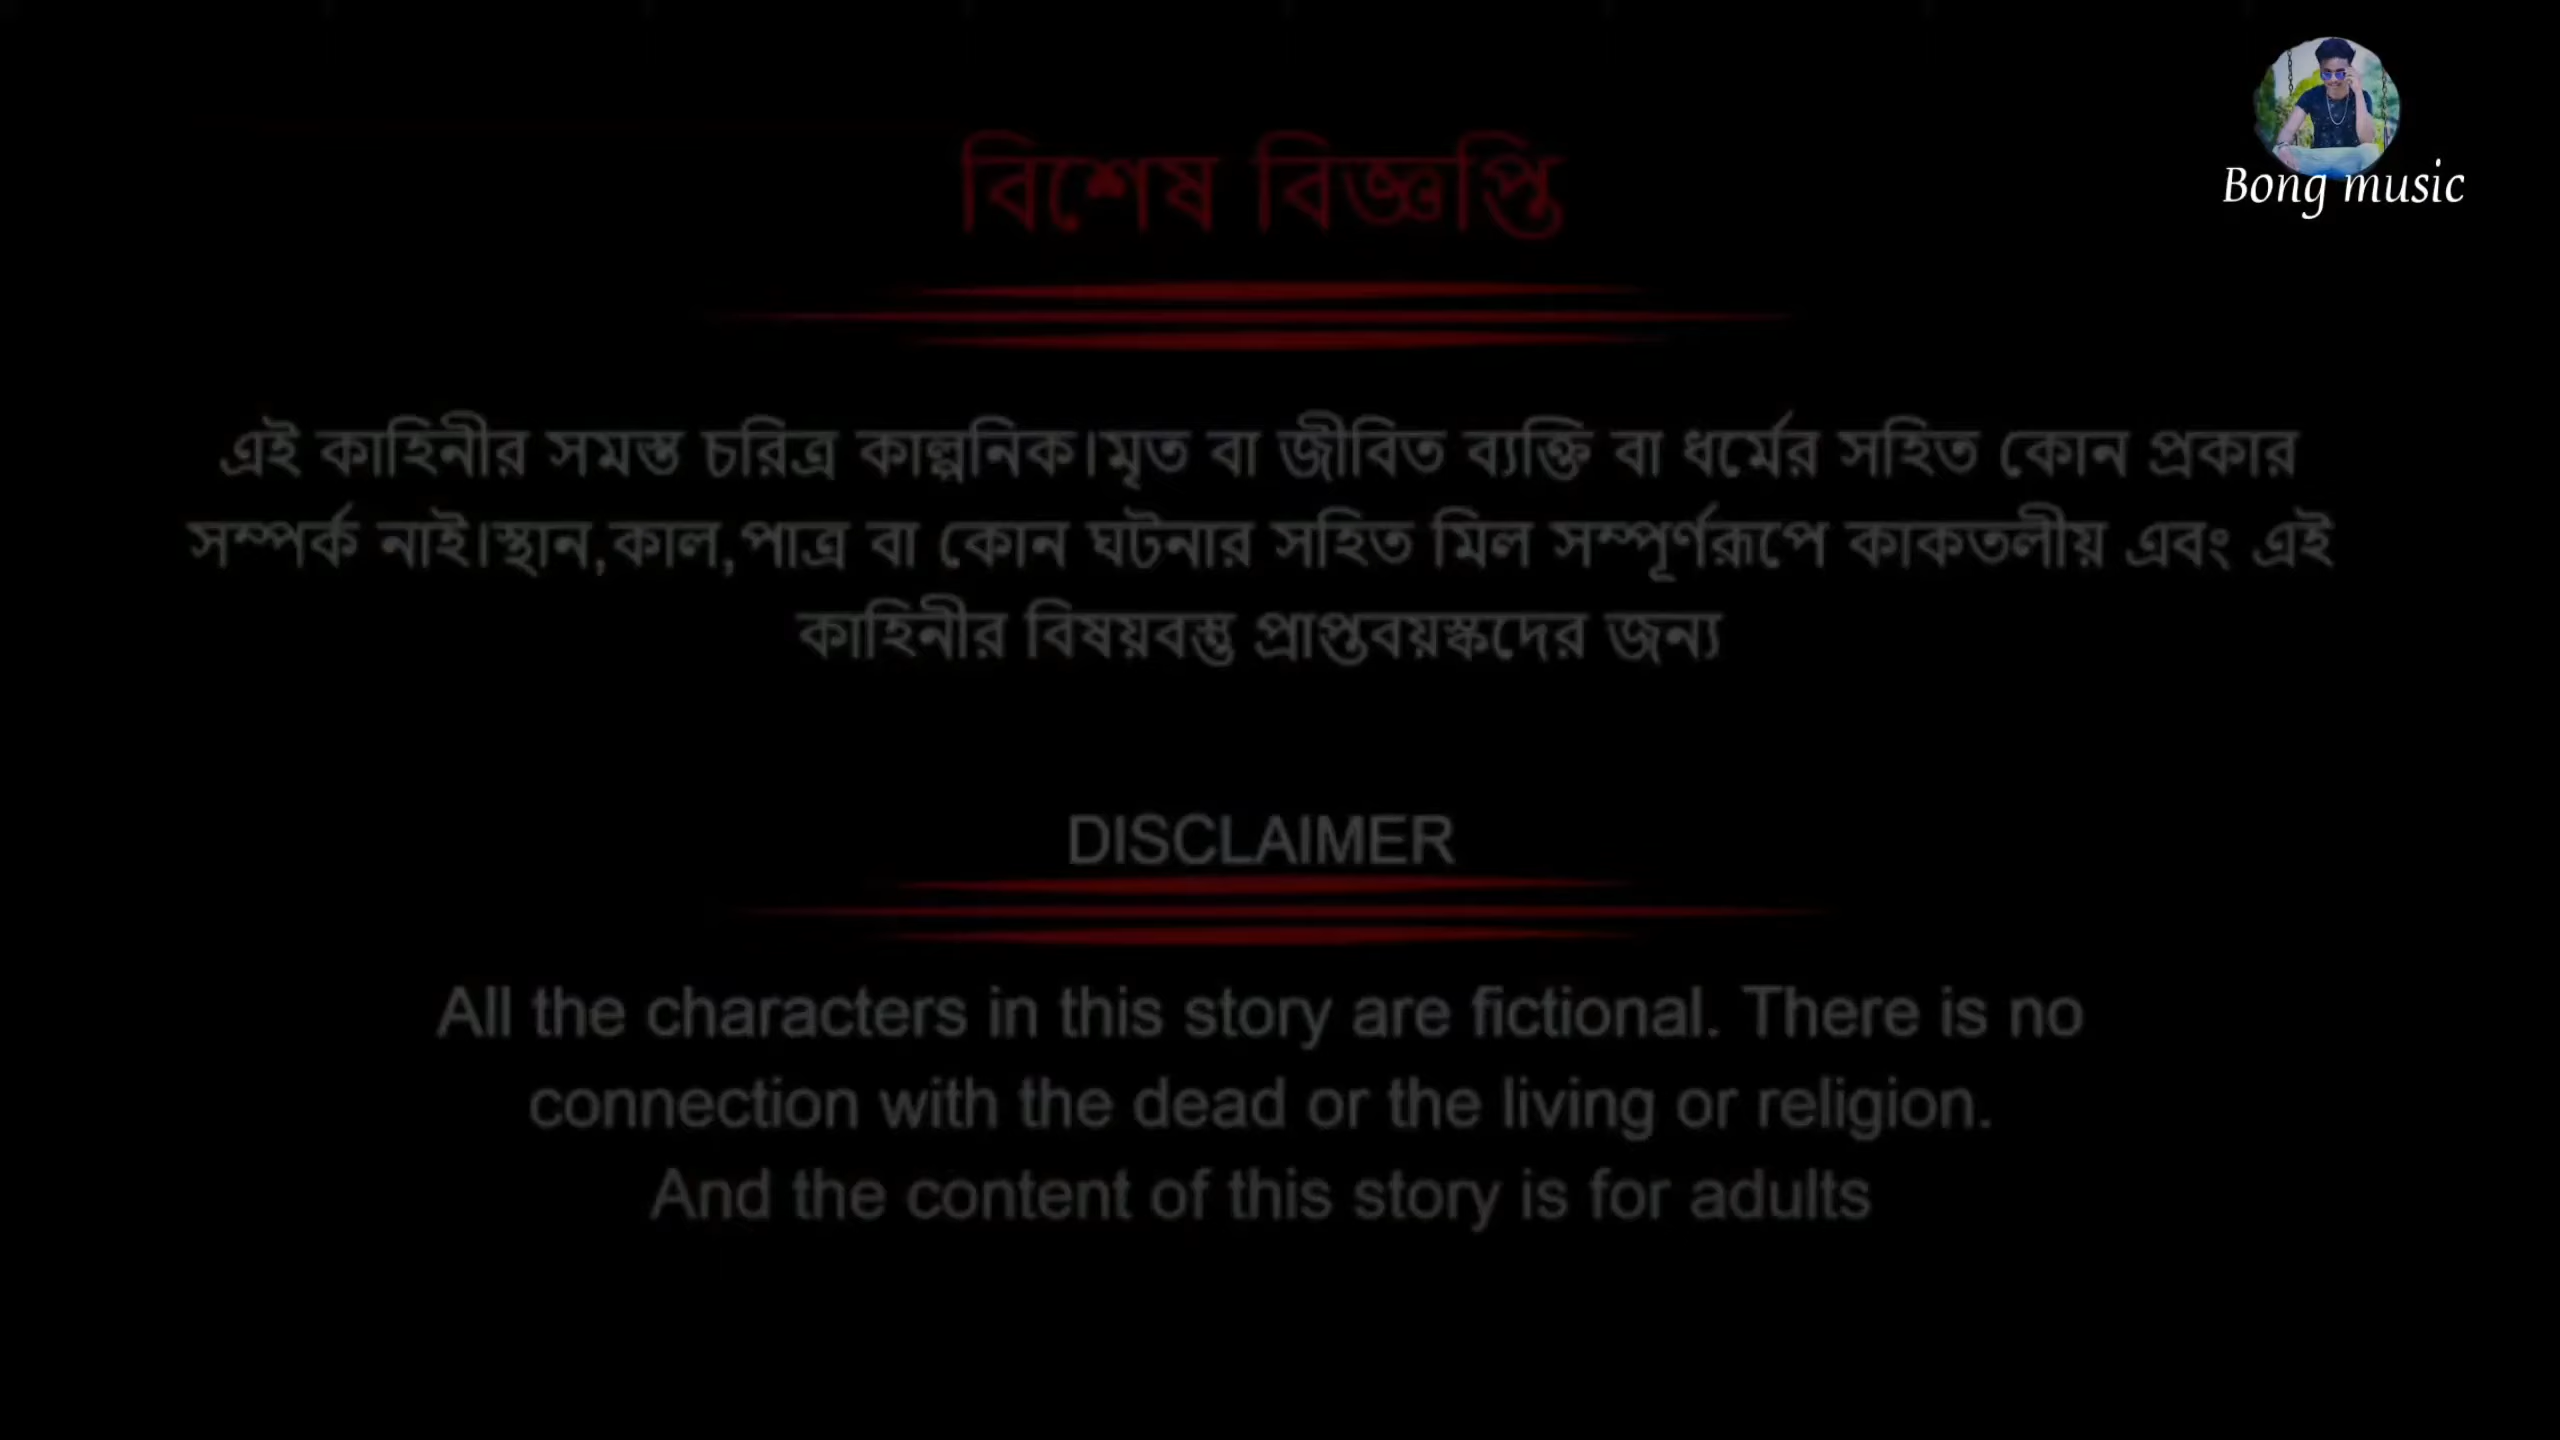 Bong music
বিশেষ বিজ্ঞপ্তি
এই কাহিনীর সমস্ত চরিত্র কাল্পনিক।মৃত বা জীবিত ব্যক্তি বা ধর্মের সহিত কোন প্রকার
সম্পর্ক নাই।স্থান,কাল,পাত্র বা কোন ঘটনার সহিত মিল সম্পূর্ণরূপে কাকতলীয় এবং এই
কাহিনীর বিষয়বস্তু প্রাপ্তবয়স্কদের জন্য
DISCLAIMER
All the characters in this story are fictional. There is no
connection with the dead or the living or religion.
And the content of this story is for adults